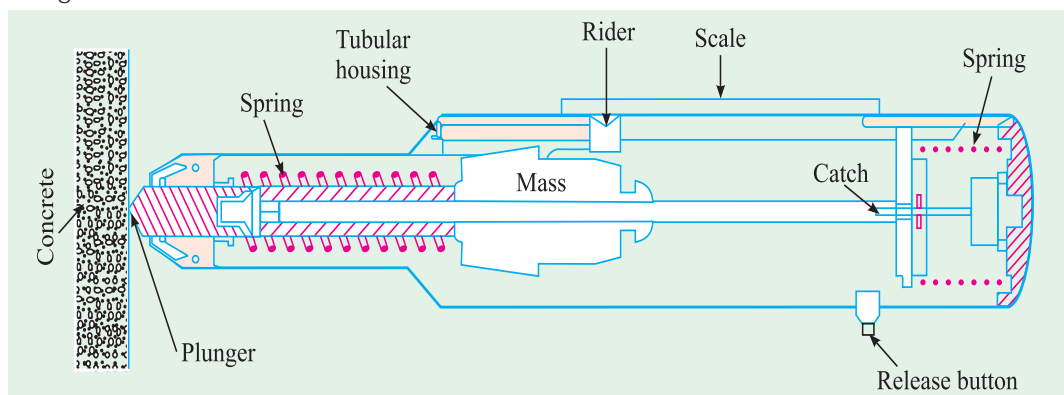 Tubular
housing
Rider
Scale
Spring
Spring
Mass
Catch
Concrete
Plunger
Release button